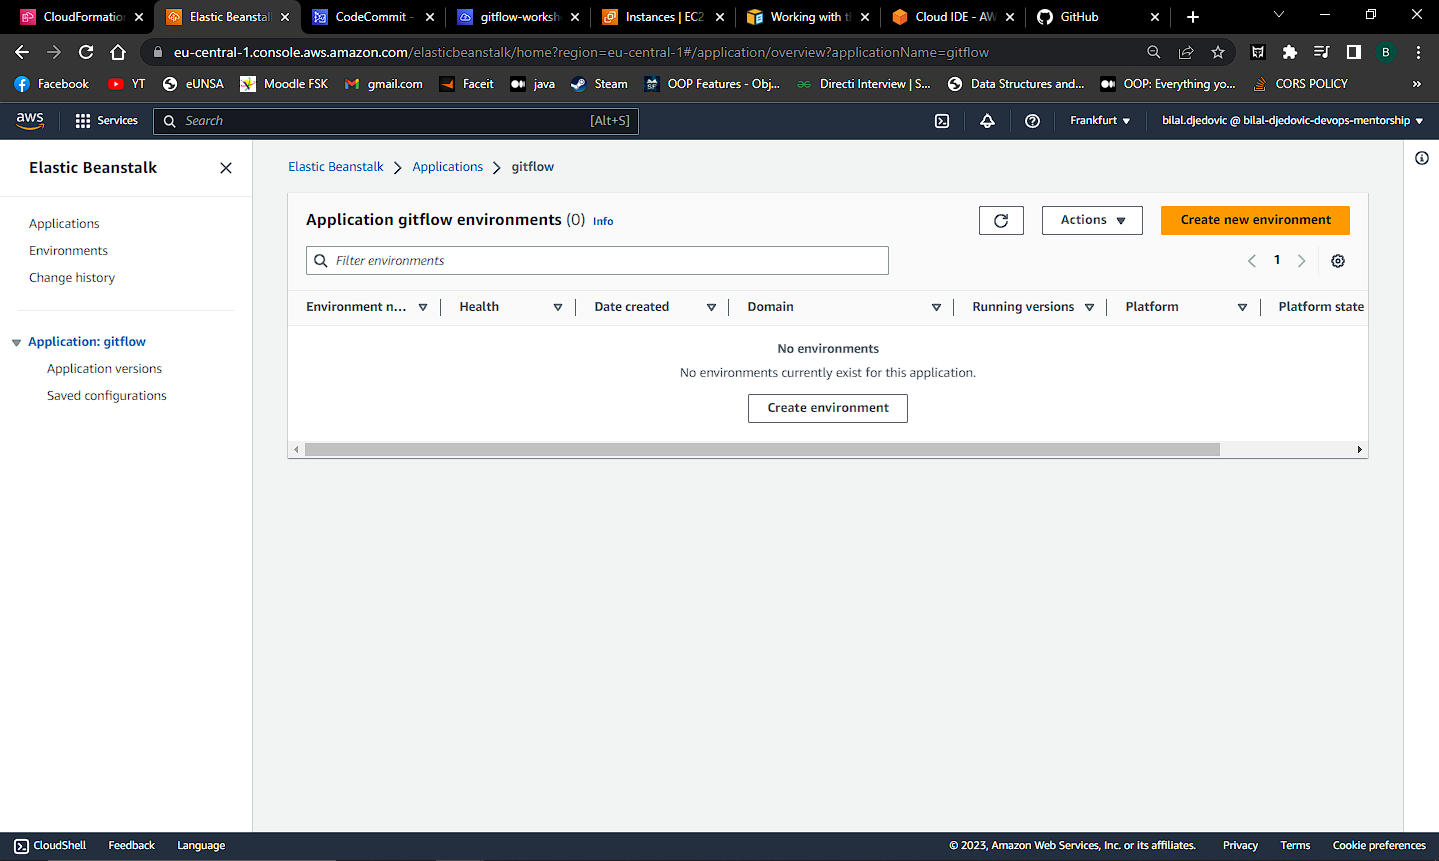 CloudFormation
Elastic Beanstal
CodeCommit -
gitflow-worksh
Instances | EC2
Working with t
Cloud IDE - AW
GitHub
eu-central-1.console.aws.amazon.com/elasticbeanstalk/home?region=eu-central-1#/application/overview?applicationName=gitflow
B
Facebook
YT
eUNSA
Moodle FSK
gmail.com
Faceit
java
Steam
OOP Features - Obj...
Directi Interview | S...
Data Structures and...
OOP: Everything yo...
CORS POLICY
»
aws
Services
Search
[Alt+S]
Frankfurt
bilal.djedovic @ bilal-djedovic-devops-mentorship
Elastic Beanstalk
Applications
Environments
Change history
Application: gitflow
Application versions
Saved configurations
Elastic Beanstalk
Applications
gitflow
Application gitflow environments (0) Info
Actions
Create new environment
Filter environments
1
Environment n...
Health
Date created
Domain
Running versions
Platform
Platform state
No environments
No environments currently exist for this application.
Create environment
CloudShell
Feedback
Language
© 2023, Amazon Web Services, Inc. or its affiliates.
Privacy
Terms
Cookie preferences